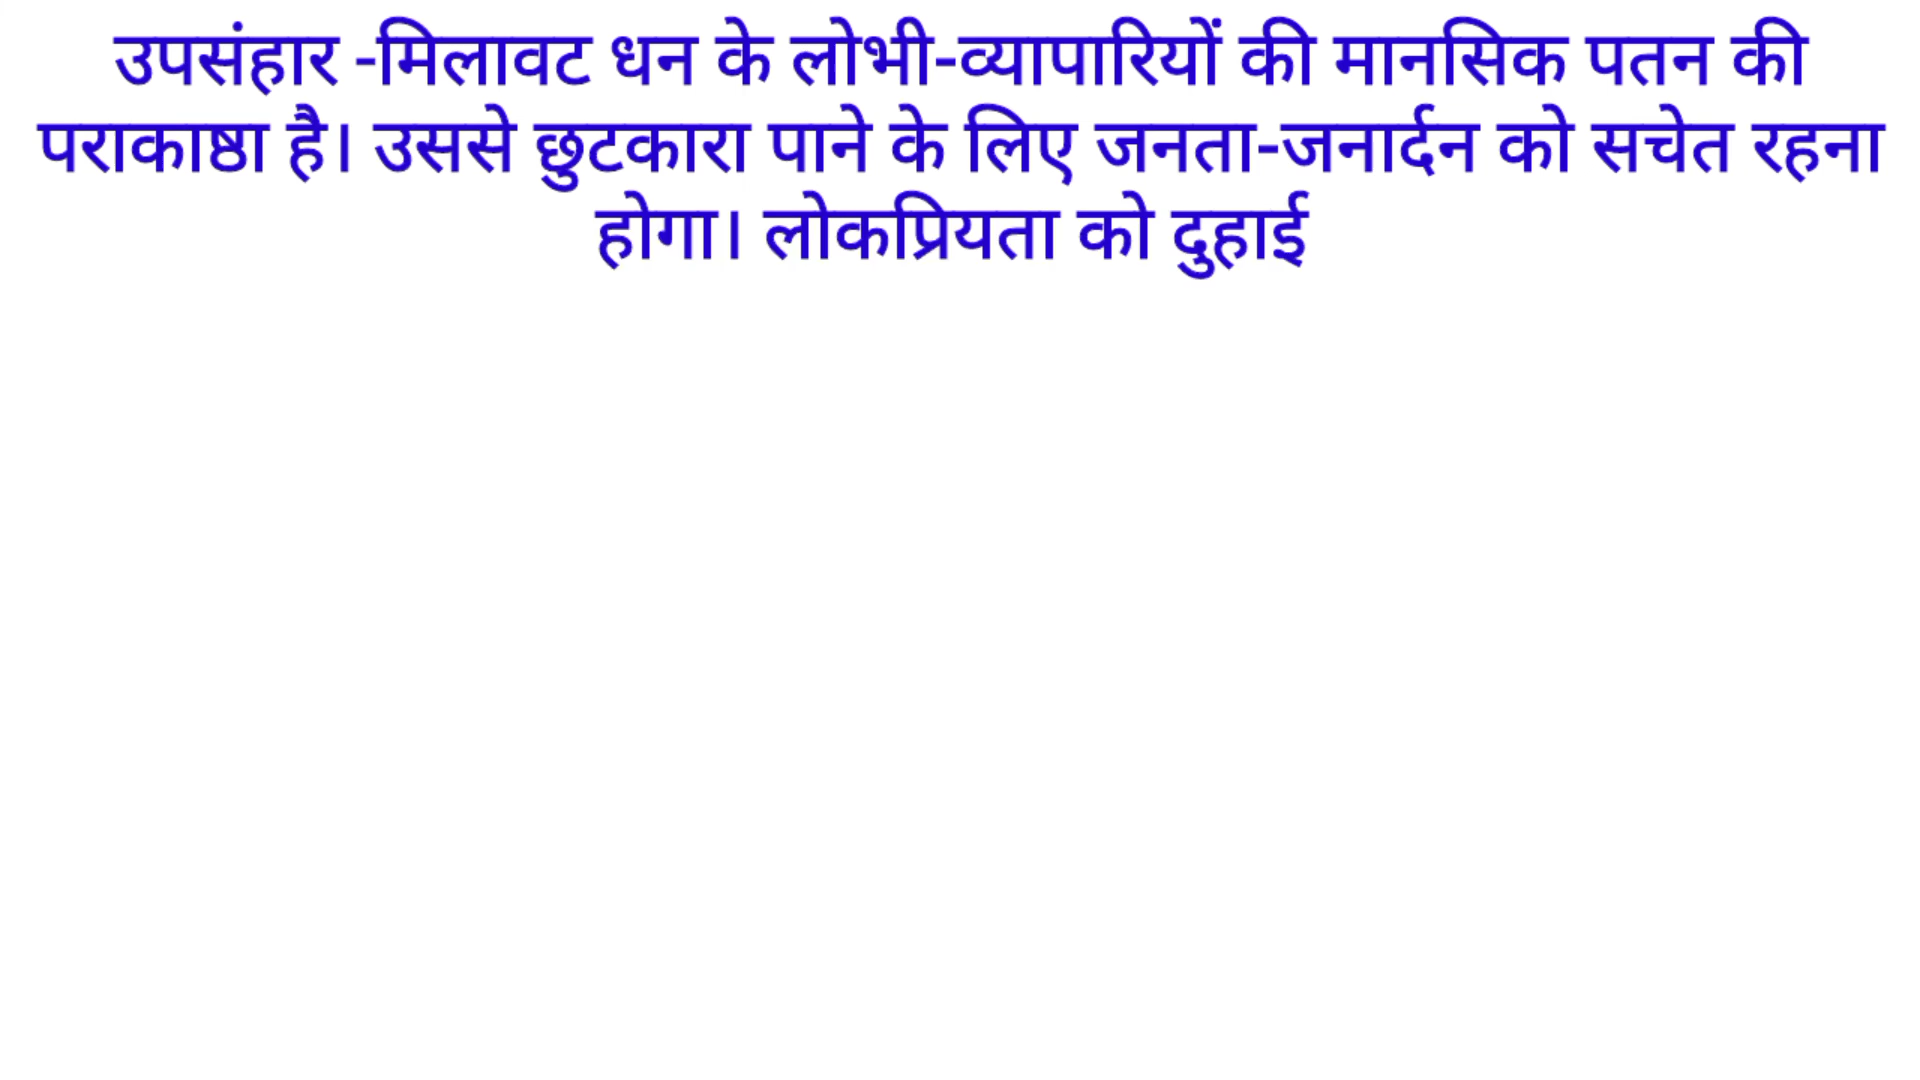 उपसंहार -मिलावट धन के लोभी-व्यापारियों की मानसिक पतन की
पराकाष्ठा है। उससे छुटकारा पाने के लिए जनता-जनार्दन को सचेत रहना
होगा। लोकप्रियता को दुहाई